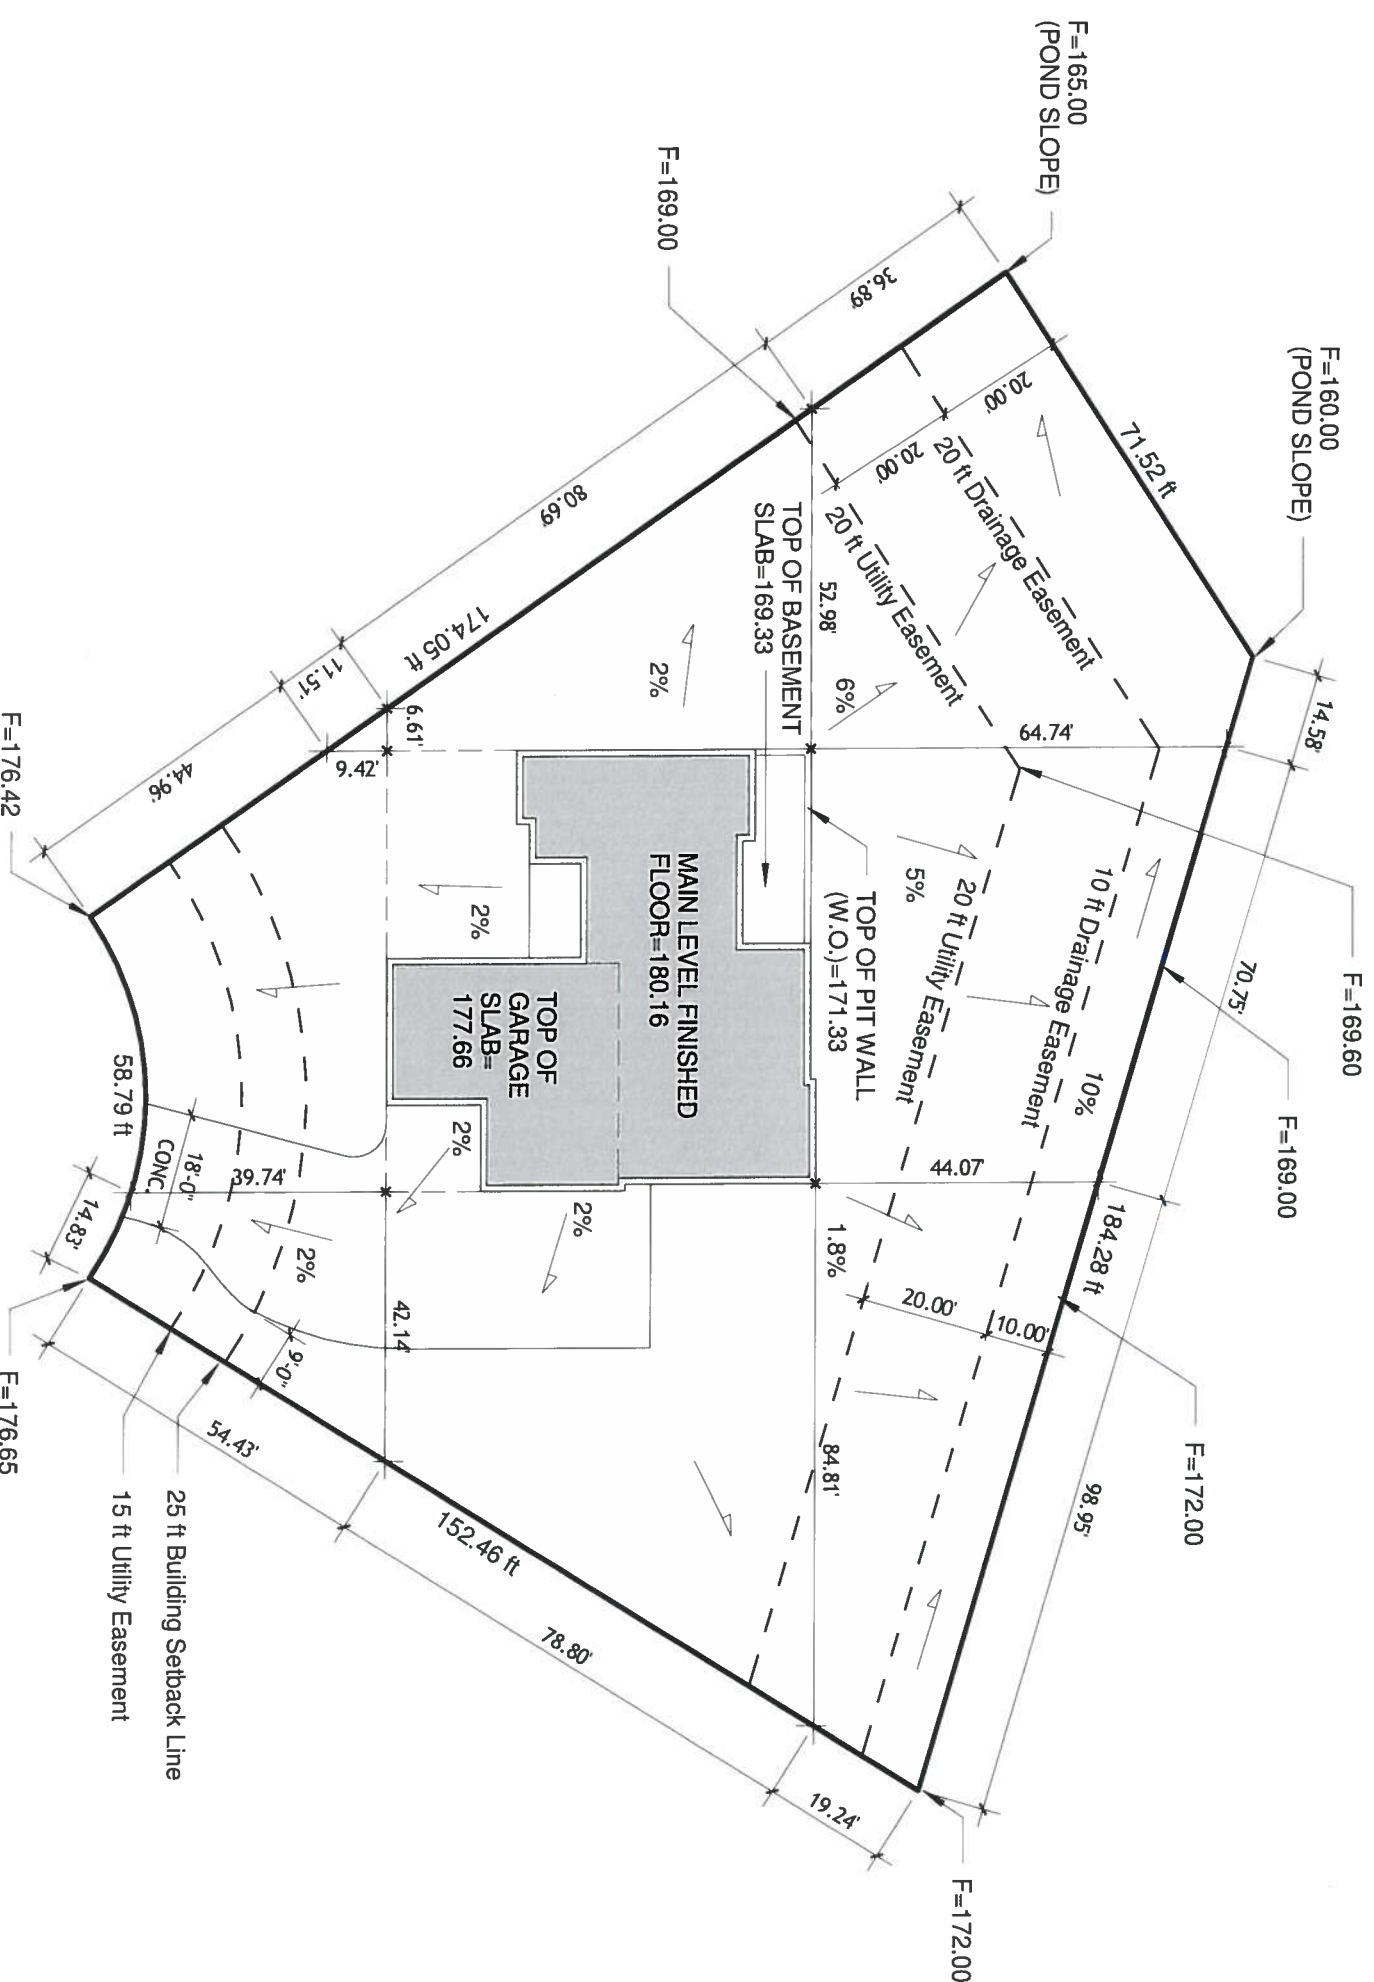 F=165.00
(POND SLOPE)
F=160.00
(POND SLOPE)
F=169.00
36.89'
20.00'
20.00'
71.52 ft
14.58'
20 ft Drainage Easement
20 ft Utility Easement
80.69'
174.05 ft
11.51'
44.96'
52.98'
64.74'
TOP OF BASEMENT
SLAB=169.33
2%
6%
6.61'
9.42'
F=169.60
F=169.00
70.75'
10 ft Drainage Easement
20 ft Utility Easement
5%
10%
TOP OF PIT WALL
(W.O.)=171.33
MAIN LEVEL FINISHED
FLOOR=180.16
TOP OF
GARAGE
SLAB=
177.66
2%
2%
2%
2%
F=176.42
58.79 ft
18'-0"
CONC.
39.74'
14.83'
44.07'
184.28 ft
1.8%
20.00'
10.00'
F=172.00
98.95'
42.14'
9'-0"
84.81'
54.43'
152.46 ft
78.80'
19.24'
F=172.00
F=176.65
25 ft Building Setback Line
15 ft Utility Easement